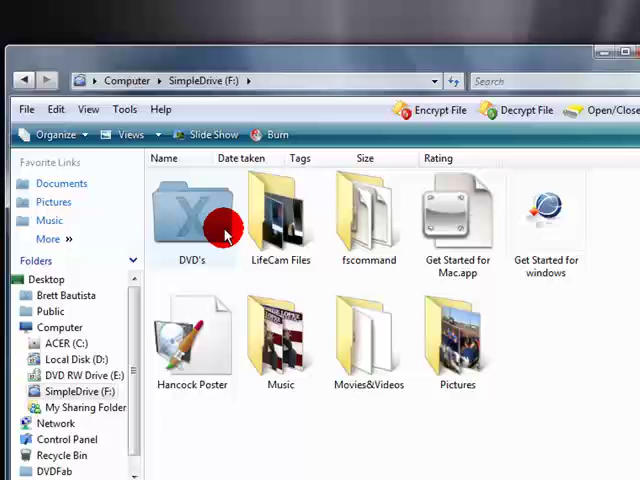 Computer SimpleDrive (F:) Search
File Edit View Tools Help Encrypt File Decrypt File Open/Close
Organize Views Slide Show Burn
Favorite Links
Documents
Pictures
Music
More »
Folders
Desktop
Brett Bautista
Public
Computer
ACER (C:)
Local Disk (D:)
DVD RW Drive (E:)
SimpleDrive (F:)
My Sharing Folder
Network
Control Panel
Recycle Bin
DVDFab
Name Date taken Tags Size Rating
X
DVD's LifeCam Files fscommand Get Started for Get Started for
Mac.app windows
Hancock Poster Music Movies&Videos Pictures